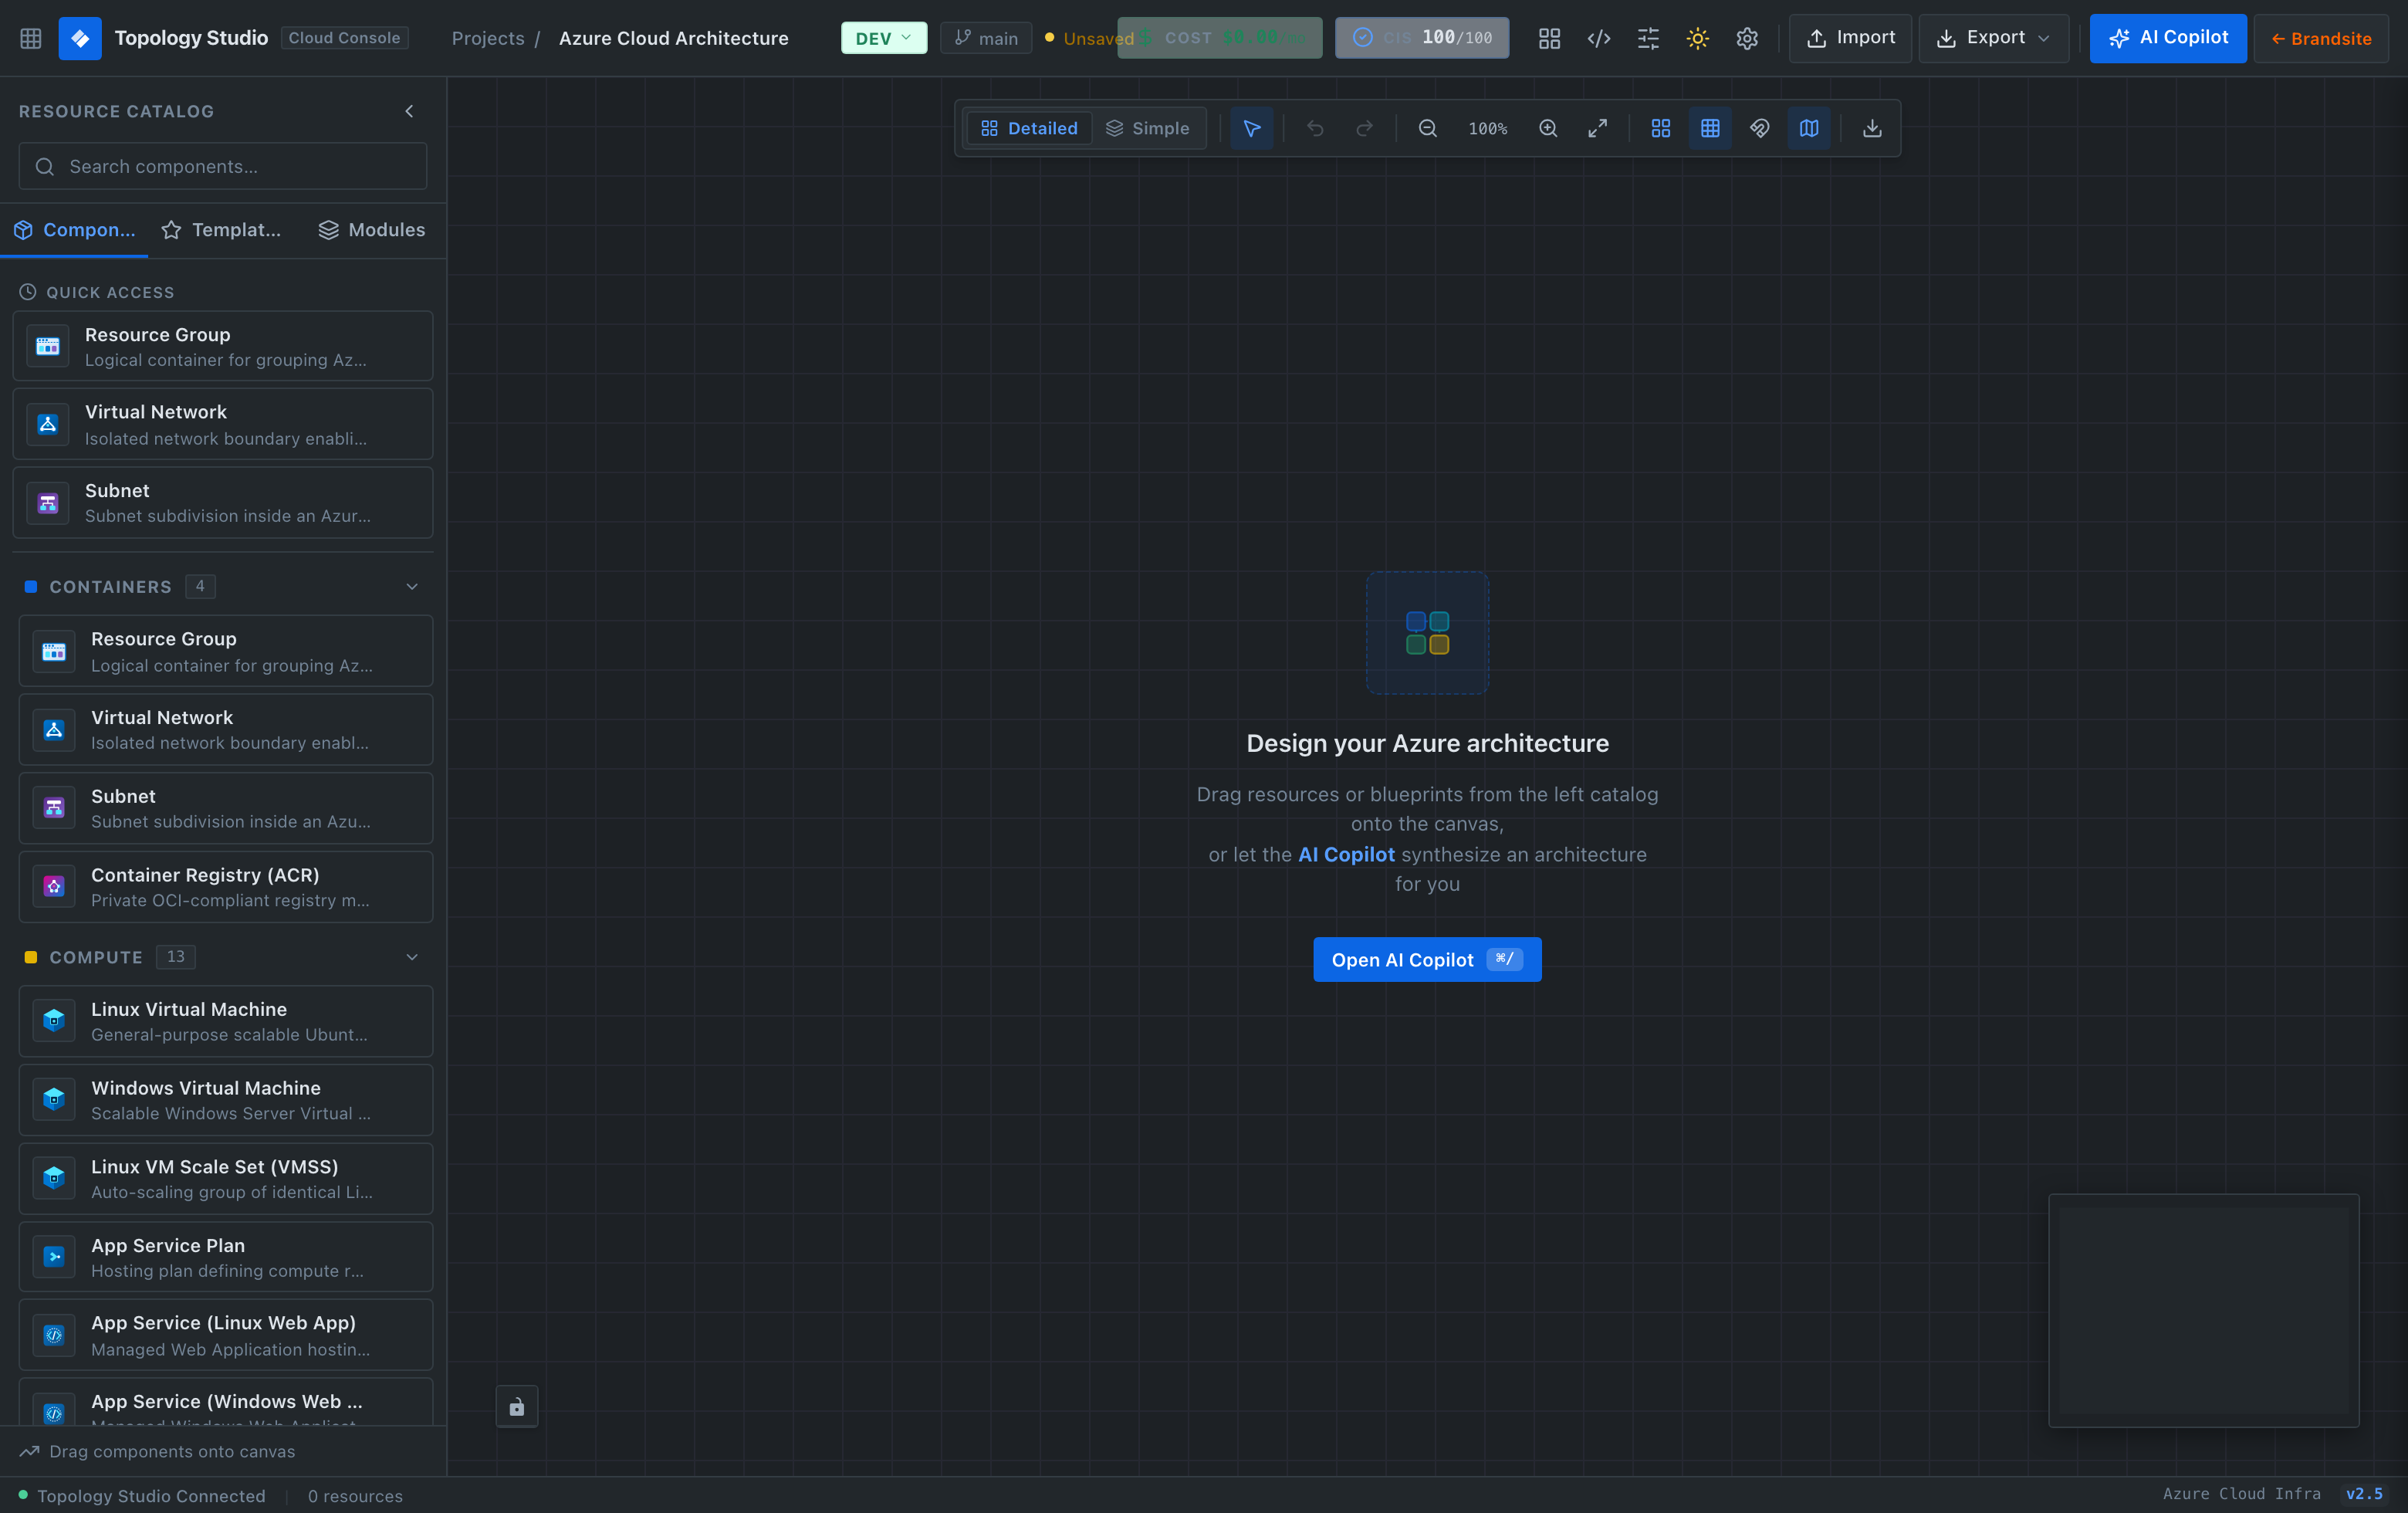 Topology Studio Cloud Console Projects / Azure Cloud Architecture DEV main Unsaved $ COST $0.00/mo CIS 100/100 Import Export AI Copilot ← Brandsite
RESOURCE CATALOG
Search components...
Compon... Templat... Modules
QUICK ACCESS
Resource Group
Logical container for grouping Az...
Virtual Network
Isolated network boundary enabli...
Subnet
Subnet subdivision inside an Azur...
CONTAINERS 4
Resource Group
Logical container for grouping Az...
Virtual Network
Isolated network boundary enabl...
Subnet
Subnet subdivision inside an Azu...
Container Registry (ACR)
Private OCI-compliant registry m...
COMPUTE 13
Linux Virtual Machine
General-purpose scalable Ubunt...
Windows Virtual Machine
Scalable Windows Server Virtual ...
Linux VM Scale Set (VMSS)
Auto-scaling group of identical Li...
App Service Plan
Hosting plan defining compute r...
App Service (Linux Web App)
Managed Web Application hostin...
App Service (Windows Web ...
Managed Windows Web Applicat...
Drag components onto canvas
Detailed Simple 100%
Design your Azure architecture
Drag resources or blueprints from the left catalog
onto the canvas,
or let the AI Copilot synthesize an architecture
for you
Open AI Copilot ⌘/
Topology Studio Connected 0 resources Azure Cloud Infra v2.5